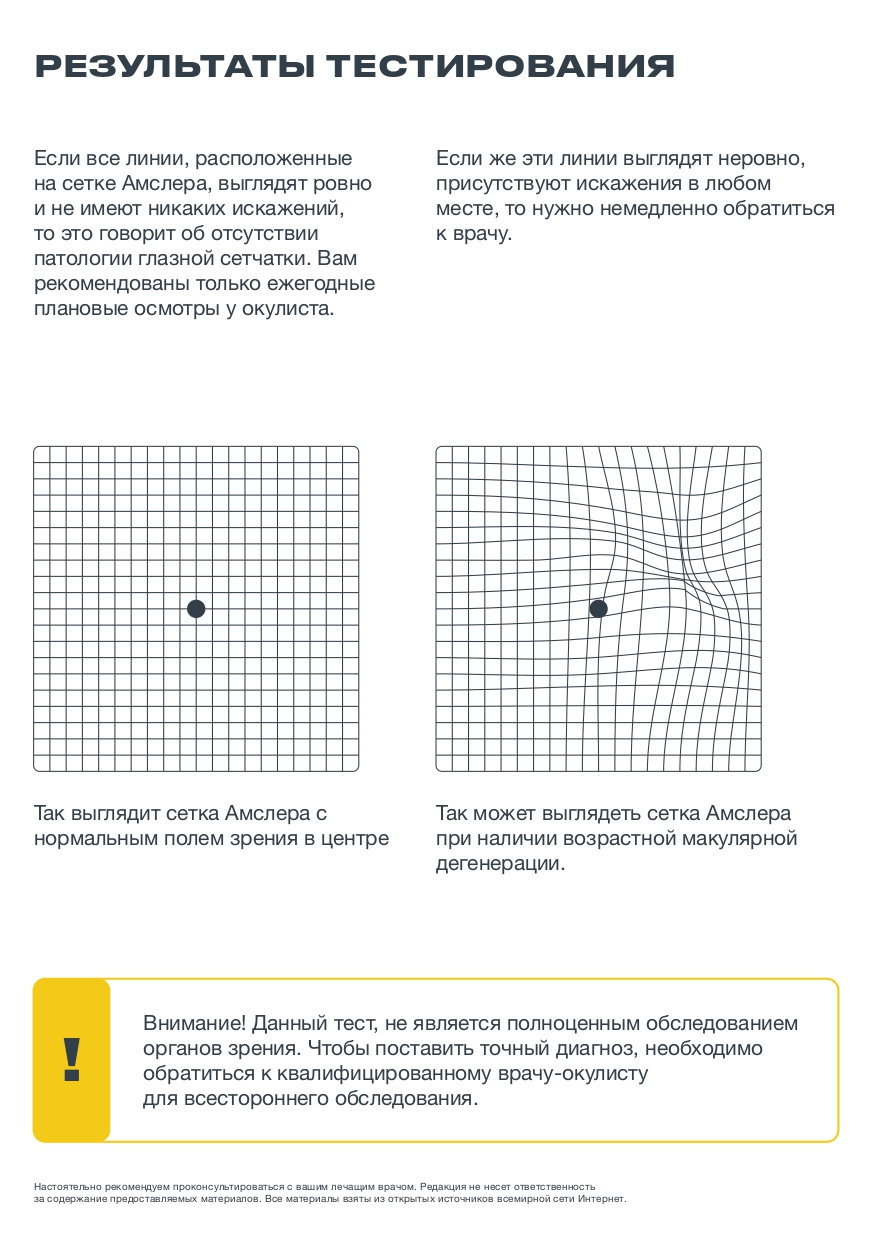 РЕЗУЛЬТАТЫ ТЕСТИРОВАНИЯ
Если все линии, расположенные
на сетке Амслера, выглядят ровно
и не имеют никаких искажений,
то это говорит об отсутствии
патологии глазной сетчатки. Вам
рекомендованы только ежегодные
плановые осмотры у окулиста.
Если же эти линии выглядят неровно,
присутствуют искажения в любом
месте, то нужно немедленно обратиться
к врачу.
Так выглядит сетка Амслера с
нормальным полем зрения в центре
Так может выглядеть сетка Амслера
при наличии возрастной макулярной
дегенерации.
!
Внимание! Данный тест, не является полноценным обследованием
органов зрения. Чтобы поставить точный диагноз, необходимо
обратиться к квалифицированному врачу-окулисту
для всестороннего обследования.
Настоятельно рекомендуем проконсультироваться с вашим лечащим врачом. Редакция не несет ответственность
за содержание предоставляемых материалов. Все материалы взяты из открытых источников всемирной сети Интернет.